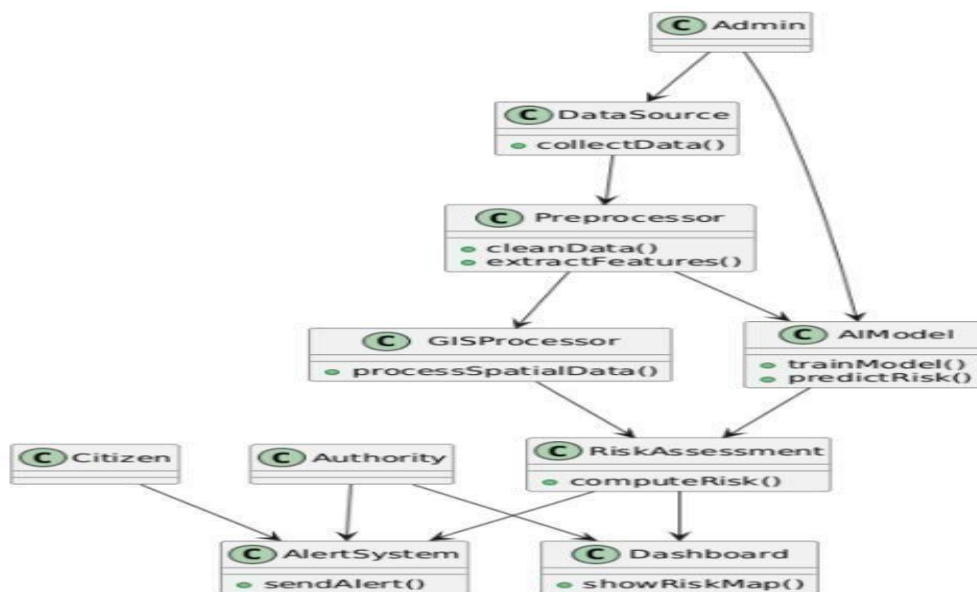 C Admin
C DataSource
collectData()
C Preprocessor
cleanData()
extractFeatures()
C GISProcessor
processSpatialData()
C AIModel
trainModel()
predictRisk()
C Citizen
C Authority
C RiskAssessment
computeRisk()
C AlertSystem
sendAlert()
C Dashboard
showRiskMap()